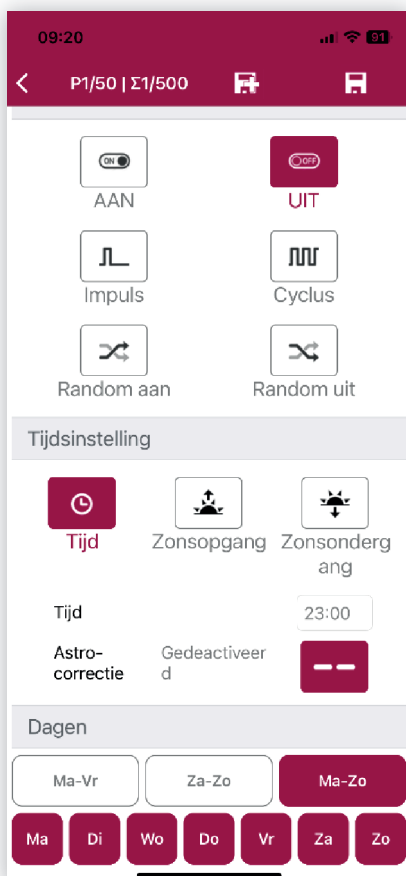 09:20
91
P1/50 | Σ1/500
ON
OFF
AAN
UIT
Impuls
Cyclus
Random aan
Random uit
Tijdsinstelling
Tijd
Zonsopgang
Zonsonderg
ang
Tijd
23:00
Astro-
correctie
Gedeactiveer
d
Dagen
Ma-Vr
Za-Zo
Ma-Zo
Ma
Di
Wo
Do
Vr
Za
Zo